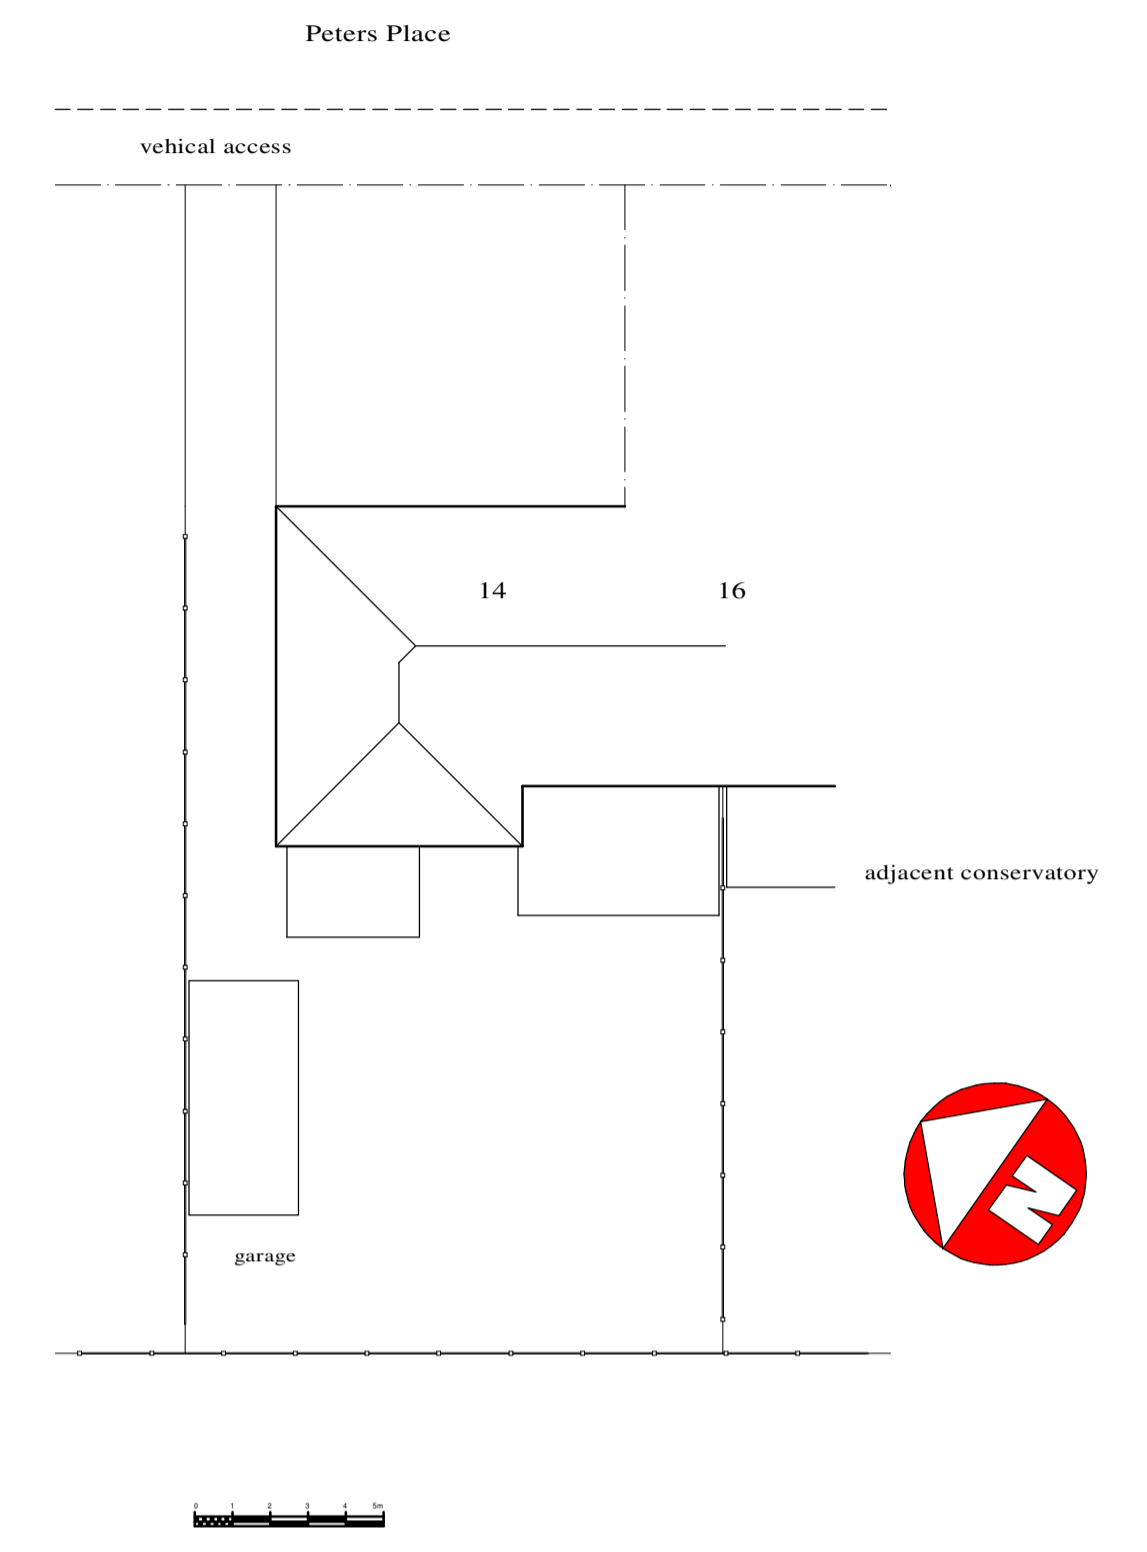 Peters Place
vehical access
14 16
adjacent conservatory
N
garage
0 1 2 3 4 5m